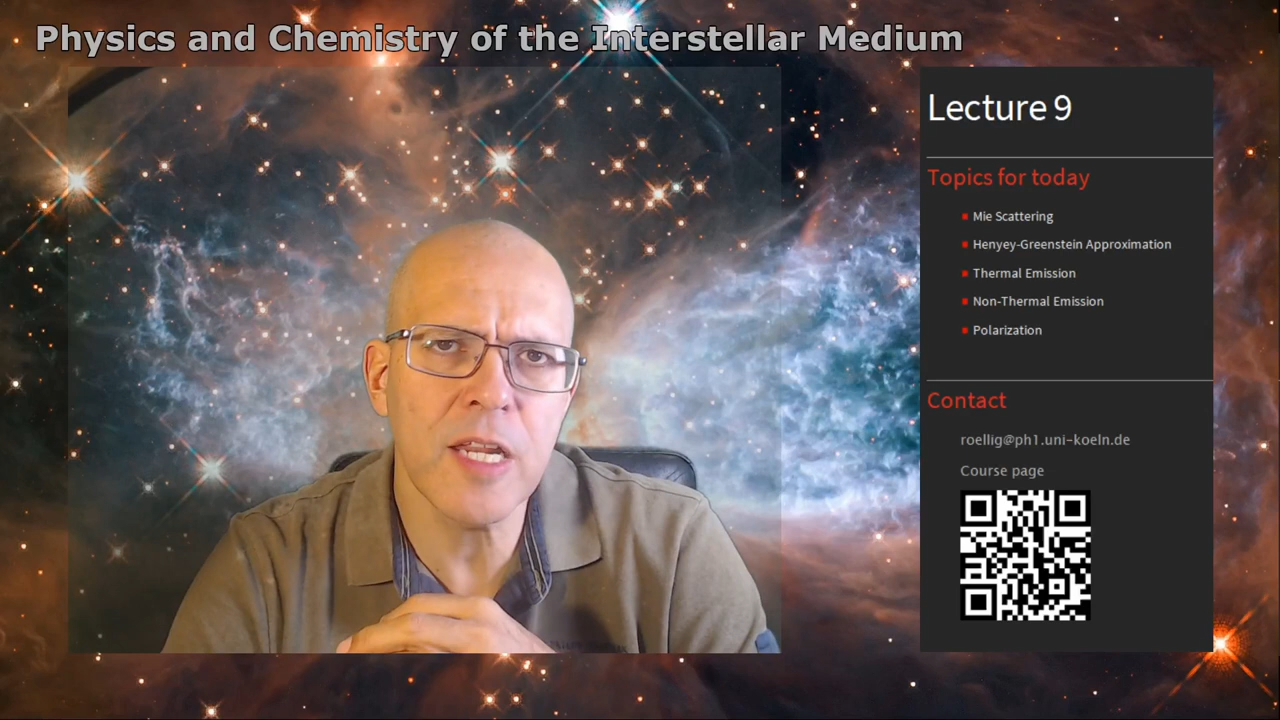 Physics and Chemistry of the Interstellar Medium
Lecture 9
Topics for today
Mie Scattering
Henyey-Greenstein Approximation
Thermal Emission
Non-Thermal Emission
Polarization
Contact
roellig@ph1.uni-koeln.de
Course page